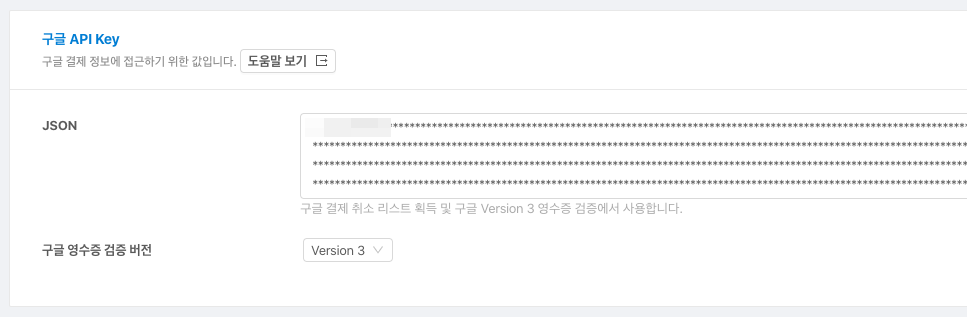 구글 API Key
구글 결제 정보에 접근하기 위한 값입니다. 도움말 보기
JSON
구글 결제 취소 리스트 획득 및 구글 Version 3 영수증 검증에서 사용합니다.
구글 영수증 검증 버전 Version 3